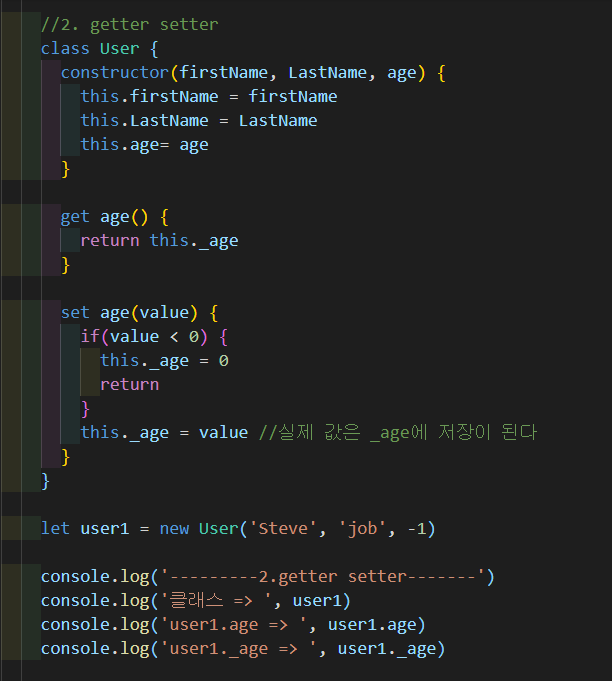 //2. getter setter
class User {
constructor(firstName, LastName, age) {
this.firstName = firstName
this.LastName = LastName
this.age= age
}
get age() {
return this._age
}
set age(value) {
if(value < 0) {
this._age = 0
return
}
this._age = value //실제 값은 _age에 저장이 된다
}
}
let user1 = new User('Steve', 'job', -1)
console.log('---------2.getter setter-------')
console.log('클래스 => ', user1)
console.log('user1.age => ', user1.age)
console.log('user1._age => ', user1._age)